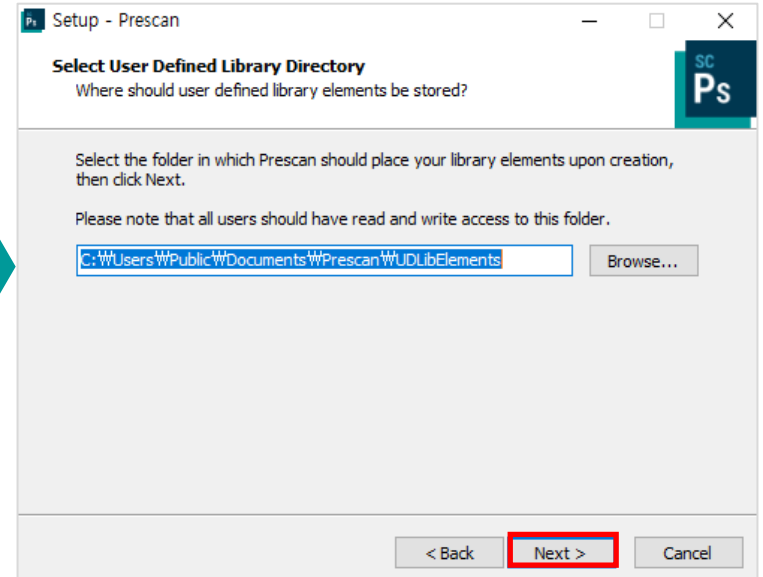 Setup - Prescan
Select User Defined Library Directory
Where should user defined library elements be stored?
SC
Ps
Select the folder in which Prescan should place your library elements upon creation,
then click Next.
Please note that all users should have read and write access to this folder.
C:₩Users₩Public₩Documents₩Prescan₩UDLibElements
Browse...
< Back
Next >
Cancel